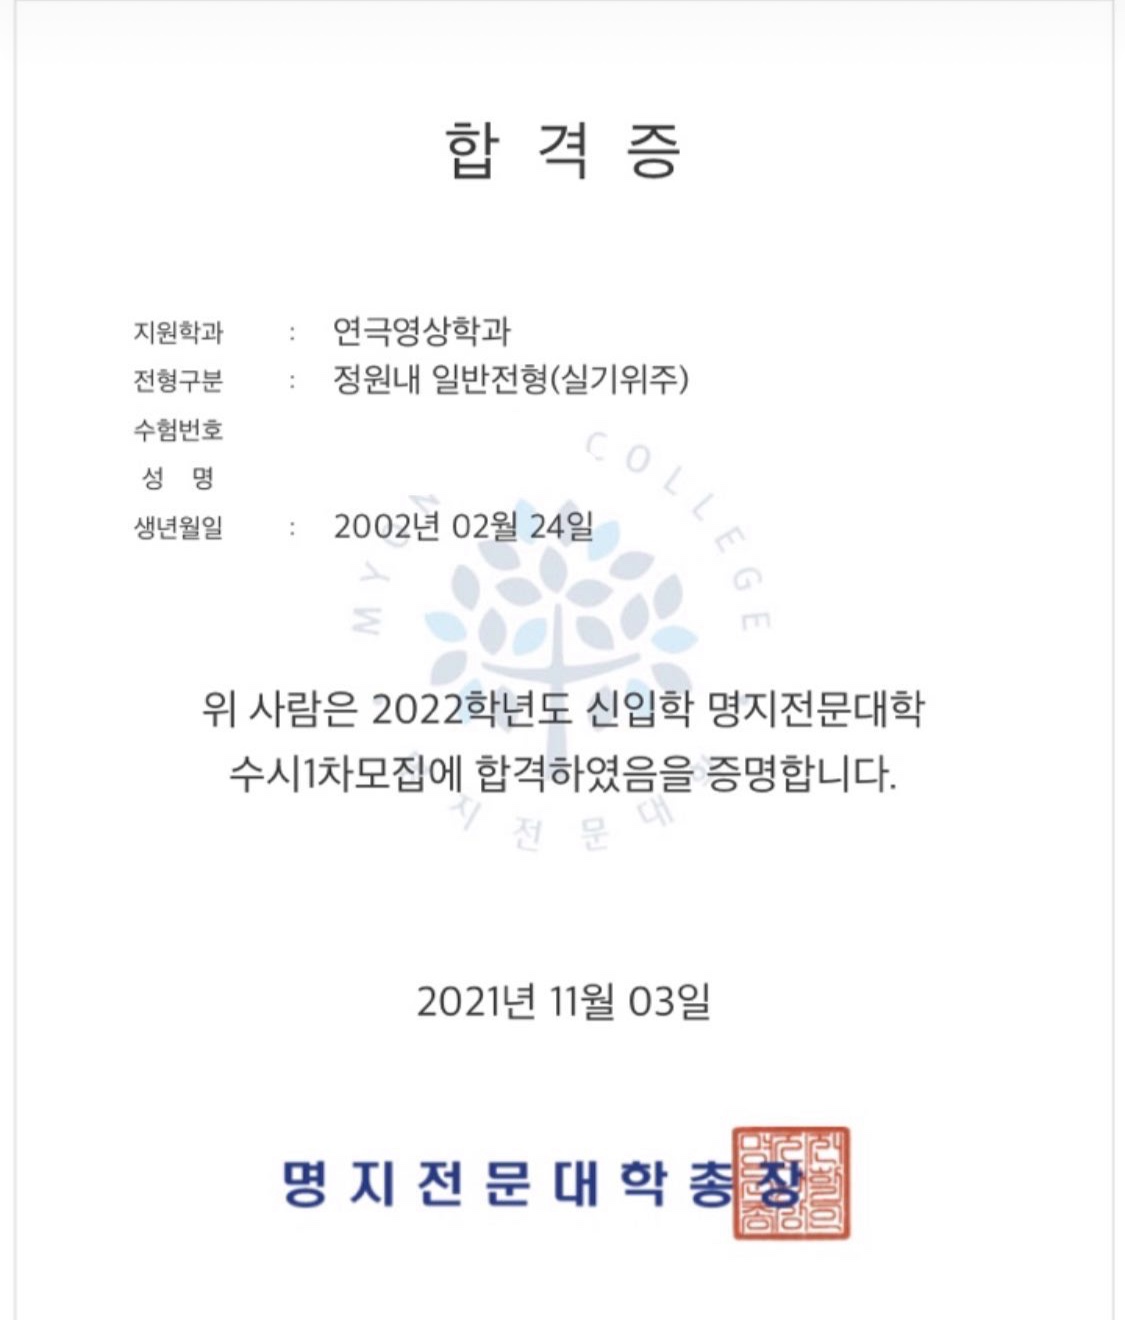 합격증
지원학과 : 연극영상학과
전형구분 : 정원내 일반전형(실기위주)
수험번호
성 명
생년월일 : 2002년 02월 24일
위 사람은 2022학년도 신입학 명지전문대학
수시1차모집에 합격하였음을 증명합니다.
2021년 11월 03일
명지전문대학총장
COLLEGE
지전문대